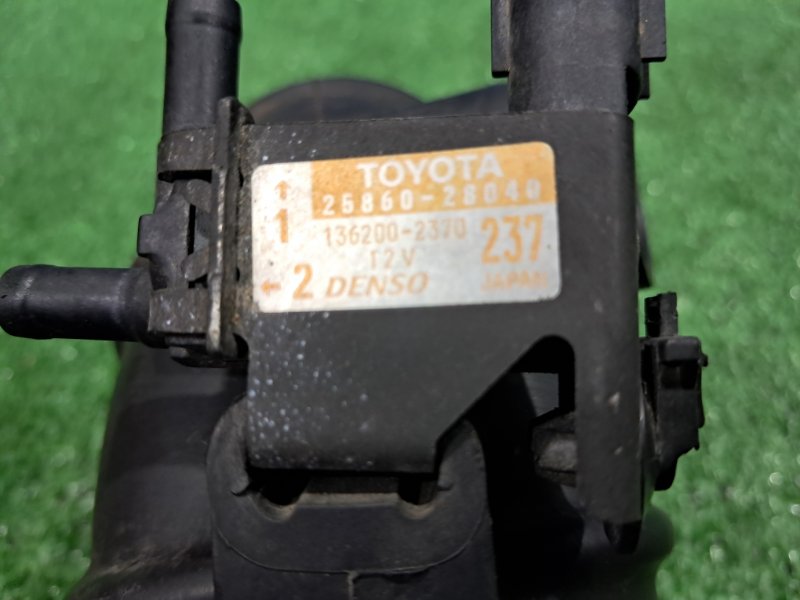 TOYOTA
↑ 25860-28040
1 136200-2370 237
12V
← 2 DENSO JAPAN